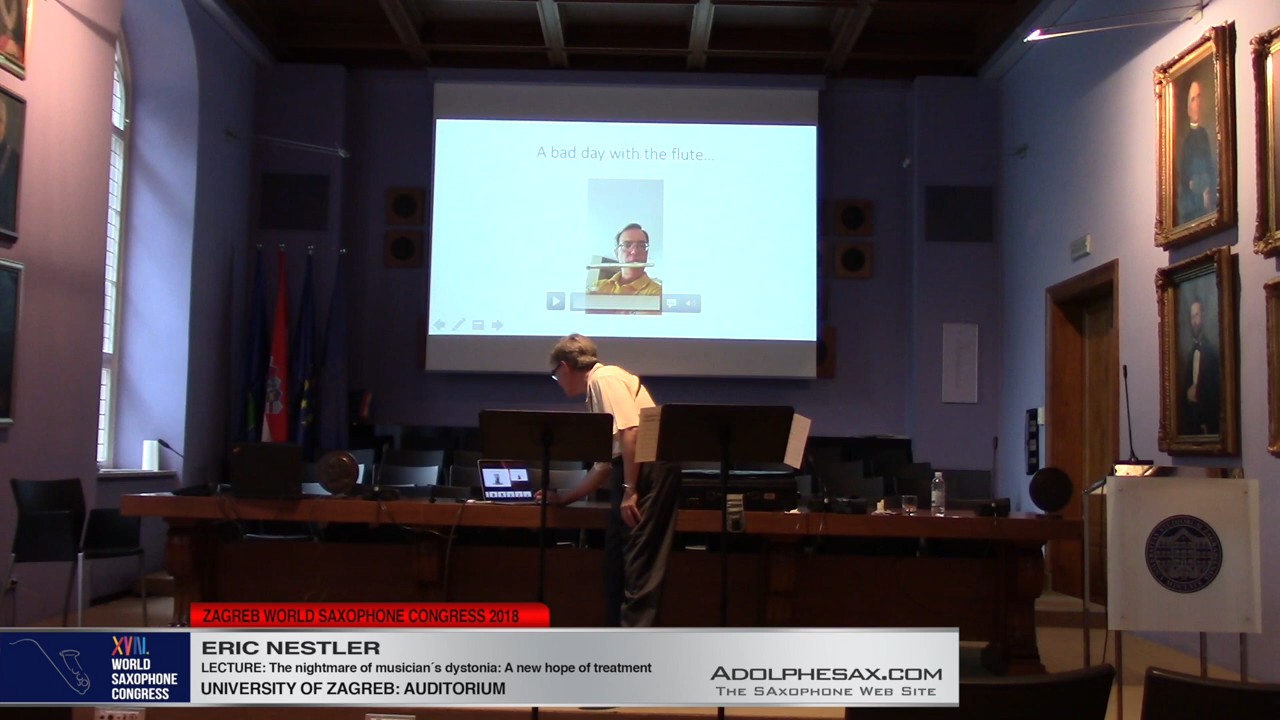 A bad day with the flute...
ZAGREB WORLD SAXOPHONE CONGRESS 2018
XVIII.
WORLD
SAXOPHONE
CONGRESS
ERIC NESTLER
LECTURE: The nightmare of musician´s dystonia: A new hope of treatment
UNIVERSITY OF ZAGREB: AUDITORIUM
ADOLPHESAX.COM
THE SAXOPHONE WEB SITE